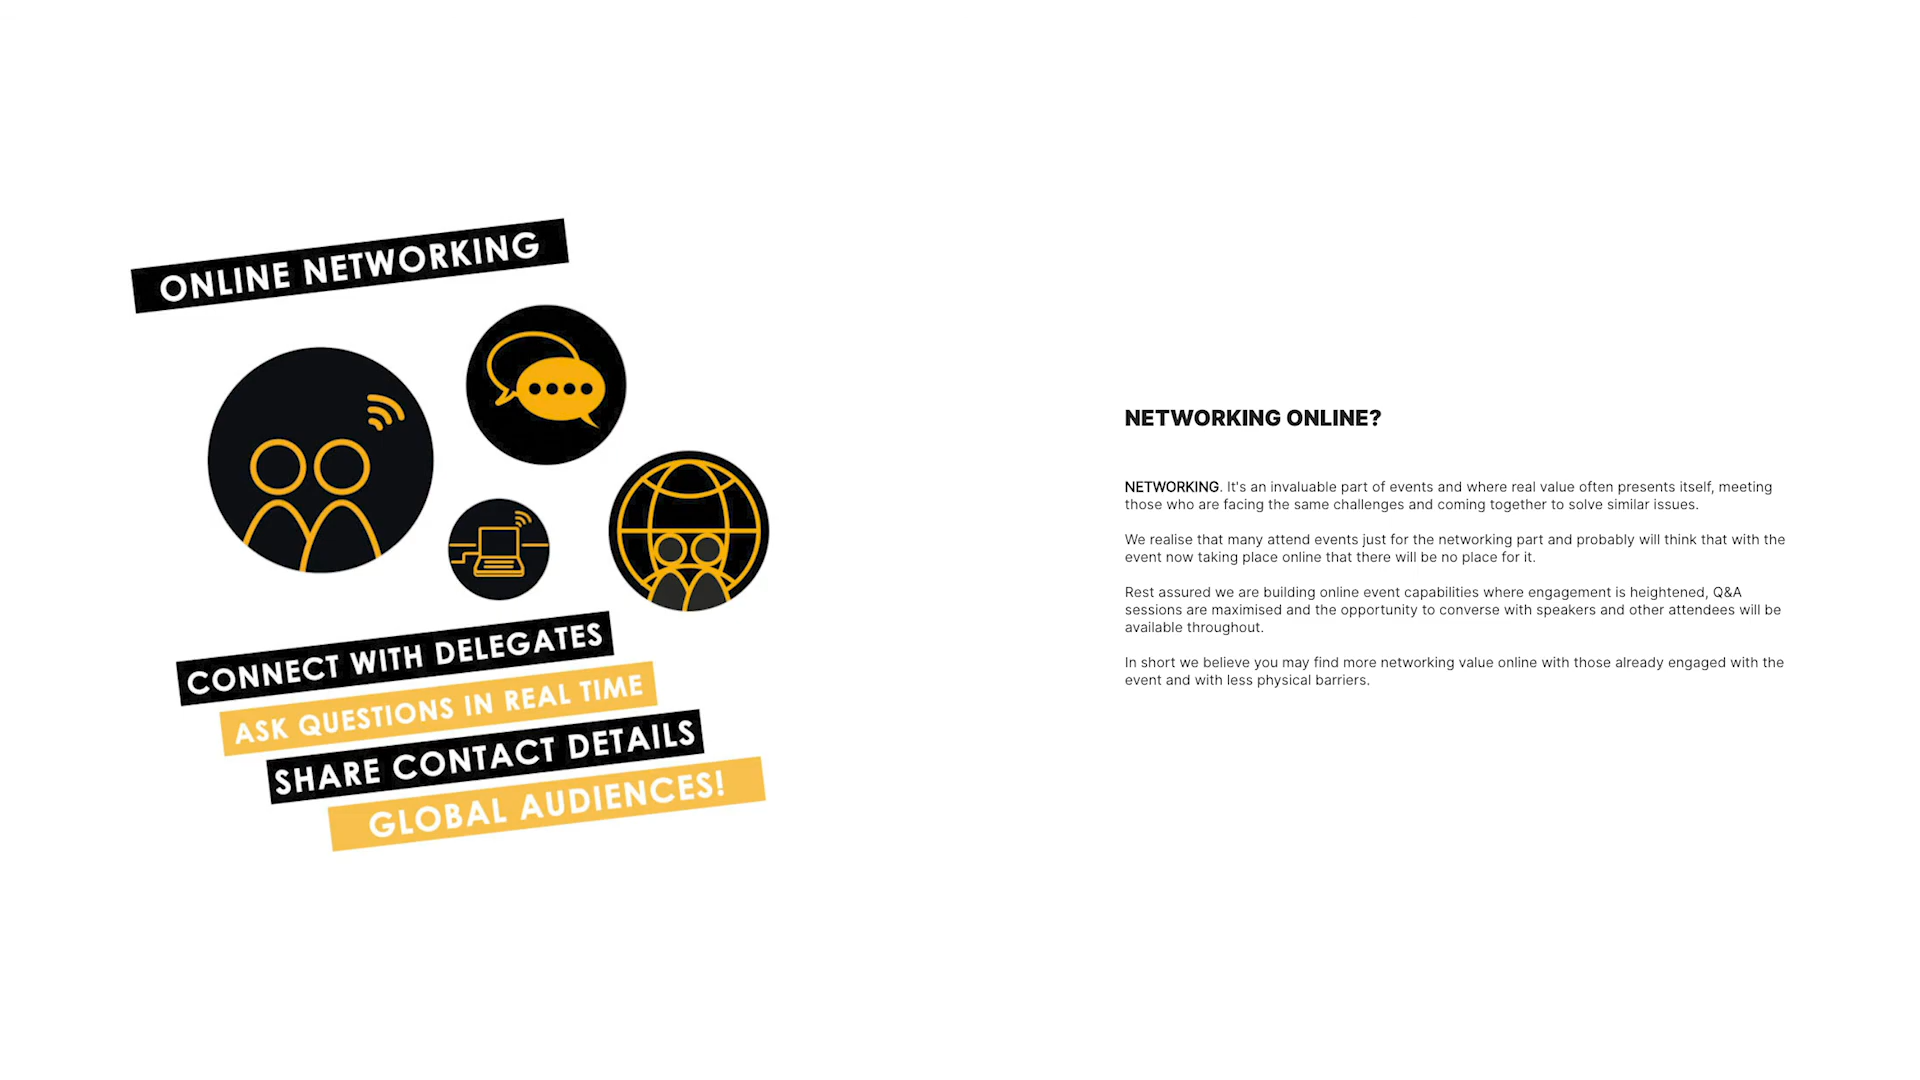 ONLINE NETWORKING
CONNECT WITH DELEGATES
ASK QUESTIONS IN REAL TIME
SHARE CONTACT DETAILS
GLOBAL AUDIENCES!
NETWORKING ONLINE?
NETWORKING. It's an invaluable part of events and where real value often presents itself, meeting
those who are facing the same challenges and coming together to solve similar issues.
We realise that many attend events just for the networking part and probably will think that with the
event now taking place online that there will be no place for it.
Rest assured we are building online event capabilities where engagement is heightened, Q&A
sessions are maximised and the opportunity to converse with speakers and other attendees will be
available throughout.
In short we believe you may find more networking value online with those already engaged with the
event and with less physical barriers.